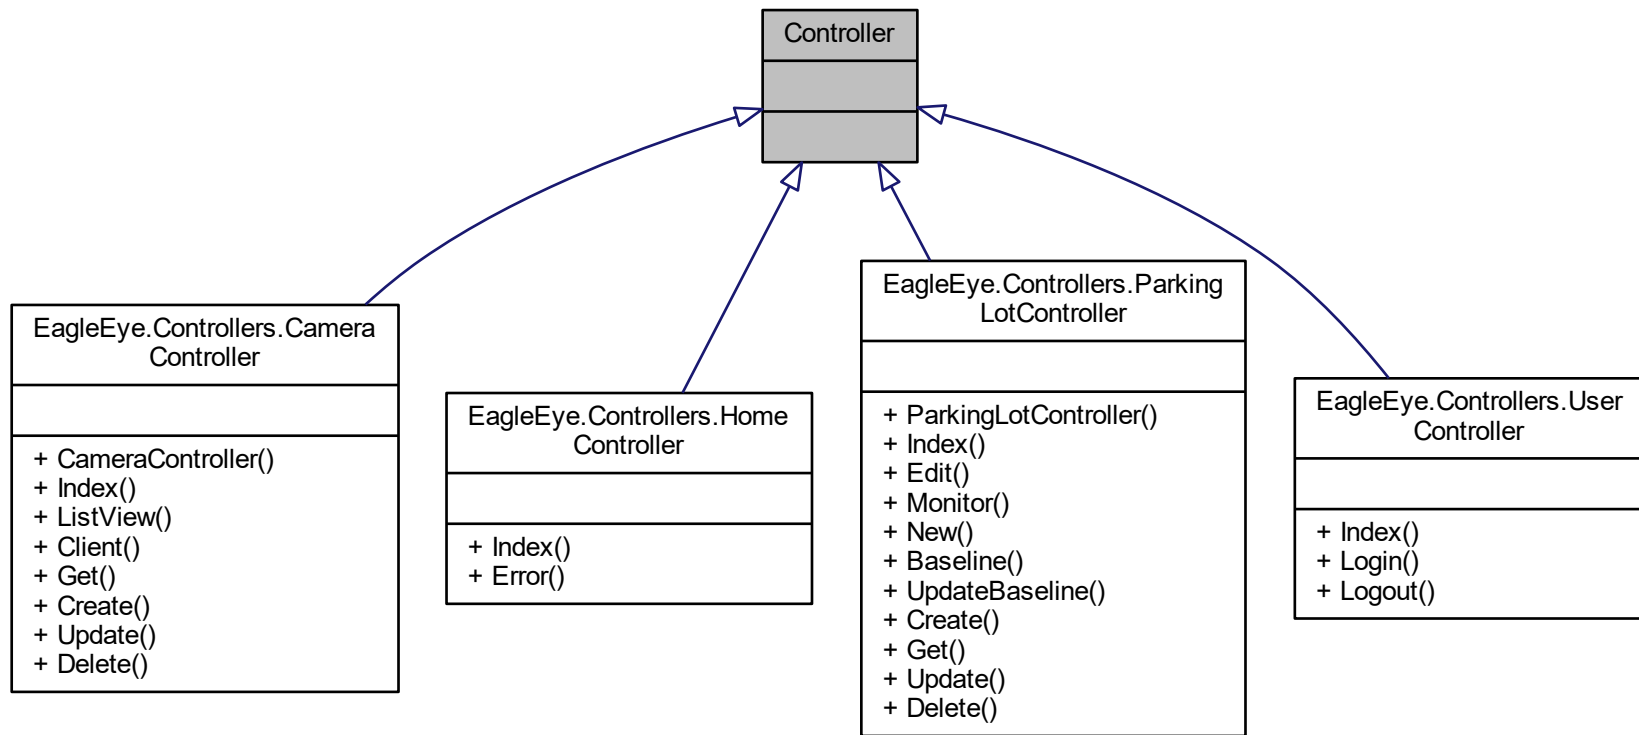 Controller
EagleEye.Controllers.Camera
Controller
+ CameraController()
+ Index()
+ ListView()
+ Client()
+ Get()
+ Create()
+ Update()
+ Delete()
EagleEye.Controllers.Home
Controller
+ Index()
+ Error()
EagleEye.Controllers.Parking
LotController
+ ParkingLotController()
+ Index()
+ Edit()
+ Monitor()
+ New()
+ Baseline()
+ UpdateBaseline()
+ Create()
+ Get()
+ Update()
+ Delete()
EagleEye.Controllers.User
Controller
+ Index()
+ Login()
+ Logout()